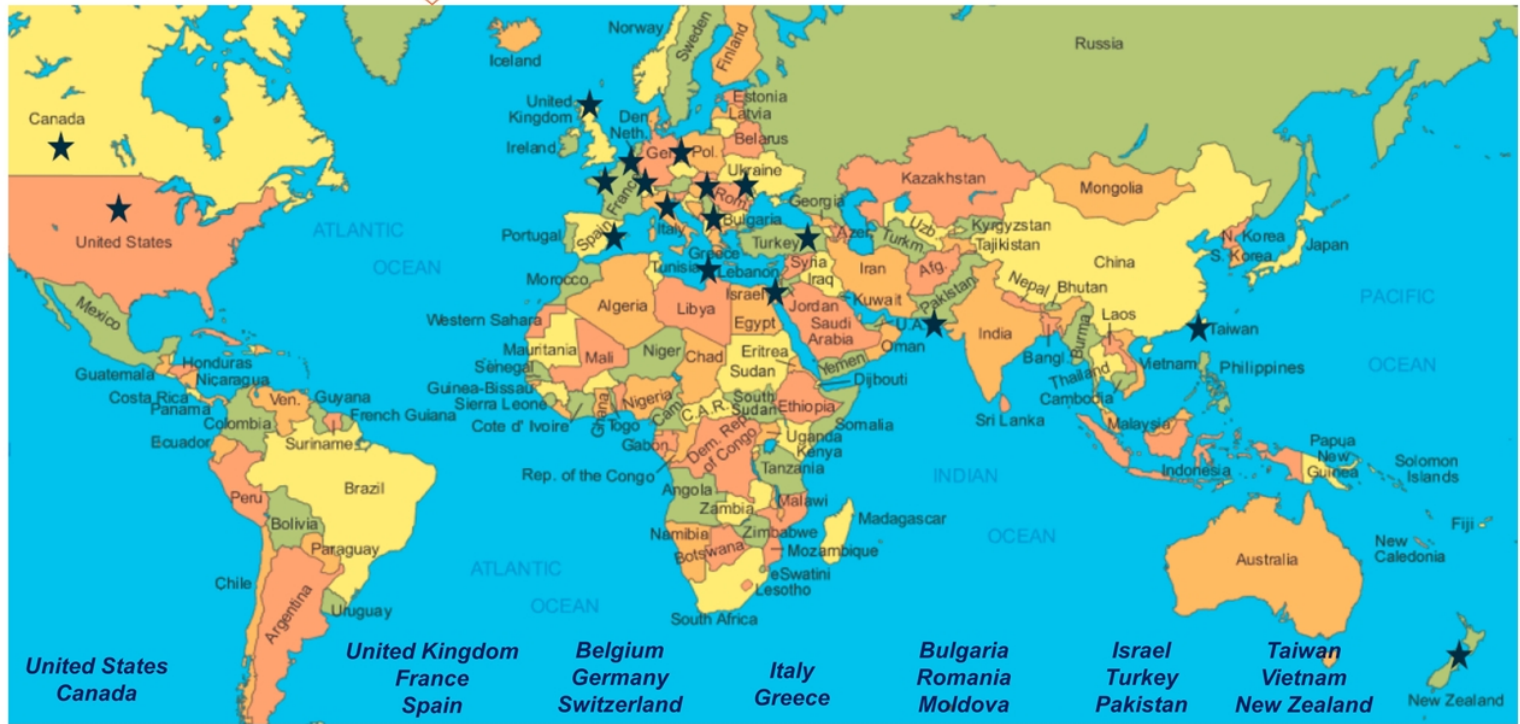 Norway
Sweden
Finland
Russia
Iceland
Canada
United
Kingdom
Den.
Neth.
Estonia
Latvia
Belarus
Ireland
Ger
Pol.
Ukraine
France
Rom.
Kazakhstan
Mongolia
Georgia
United States
ATLANTIC
OCEAN
Portugal
Spain
Italy
Bulgaria
Greece
Turkey
Azer.
Uzb.
Turkm.
Kyrgyzstan
Tajikistan
N. Korea
S. Korea
Japan
China
Morocco
Tunisia
Lebanon
Syria
Iraq
Iran
Afg.
Pakistan
Nepal
Bhutan
Mexico
Algeria
Libya
Israel
Egypt
Jordan
Kuwait
Saudi
Arabia
U.A.
Oman
India
Burma
Laos
Taiwan
PACIFIC
OCEAN
Western Sahara
Mauritania
Mali
Niger
Chad
Eritrea
Sudan
Yemen
Djibouti
Bangl.
Thailand
Vietnam
Cambodia
Philippines
Honduras
Guatemala
Nicaragua
Costa Rica
Panama
Senegal
Guinea-Bissau
Sierra Leone
Cote d' Ivoire
Ghana
Togo
Nigeria
Cam.
C.A.R.
South
Sudan
Ethiopia
Somalia
Sri Lanka
Malaysia
Ven.
Guyana
French Guiana
Colombia
Suriname
Ecuador
Gabon
Rep. of the Congo
Dem. Rep.
of Congo
Uganda
Kenya
Tanzania
INDIAN
OCEAN
Indonesia
Papua
New
Guinea
Solomon
Islands
Peru
Brazil
Bolivia
Paraguay
Chile
Argentina
Uruguay
Angola
Zambia
Malawi
Madagascar
Namibia
Zimbabwe
Botswana
Mozambique
eSwatini
Lesotho
South Africa
ATLANTIC
OCEAN
Australia
Fiji
New
Caledonia
New Zealand
United States
Canada
United Kingdom
France
Spain
Belgium
Germany
Switzerland
Italy
Greece
Bulgaria
Romania
Moldova
Israel
Turkey
Pakistan
Taiwan
Vietnam
New Zealand